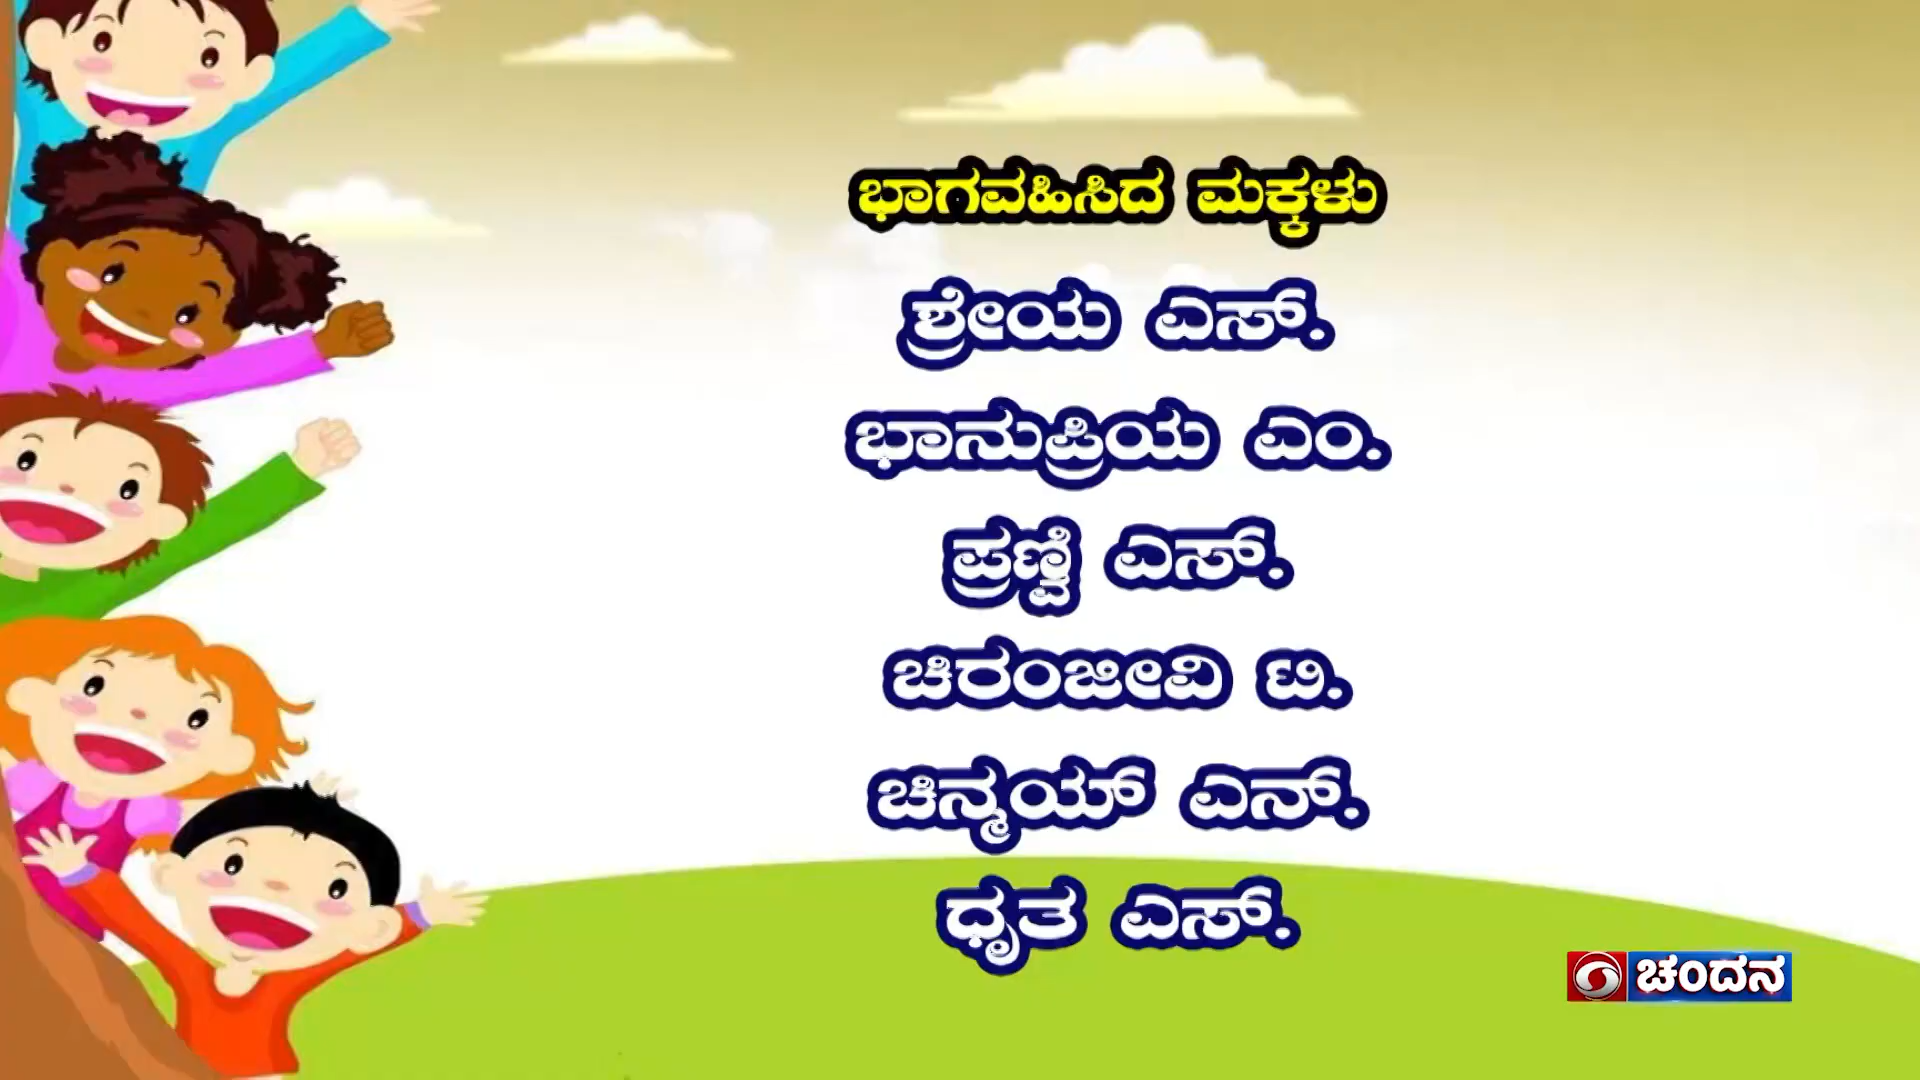 ಭಾಗವಹಿಸಿದ ಮಕ್ಕಳು
ಶ್ರೇಯ ಎಸ್.
ಭಾನುಪ್ರಿಯ ಎಂ.
ಪ್ರಣ್ವಿ ಎಸ್.
ಚಿರಂಜೀವಿ ಟಿ.
ಚಿನ್ಮಯ್ ಎನ್.
ಧೃತ ಎಸ್.
ಚಂದನ